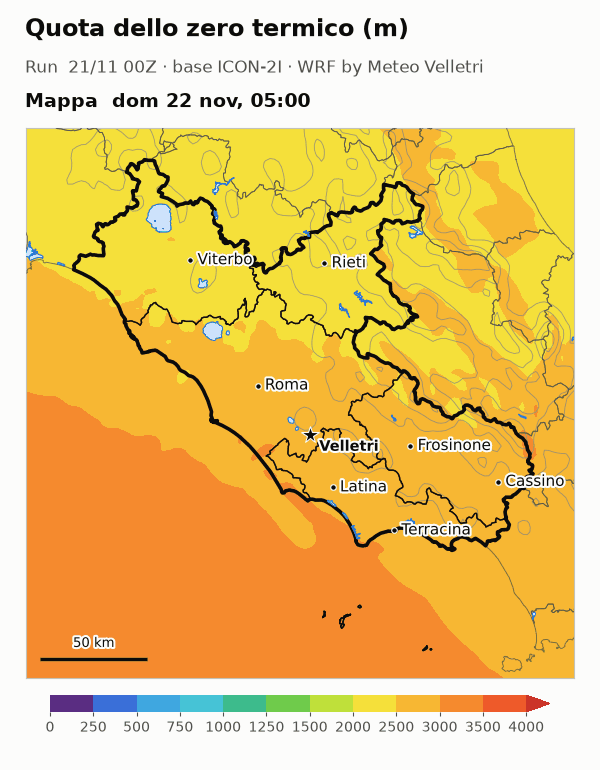 Quota dello zero termico (m)
Run 21/11 00Z · base ICON-2I · WRF by Meteo Velletri
Mappa dom 22 nov, 05:00
Viterbo
Rieti
Roma
Velletri
Frosinone
Cassino
Latina
Terracina
50 km
0 250 500 750 1000 1250 1500 2000 2500 3000 3500 4000